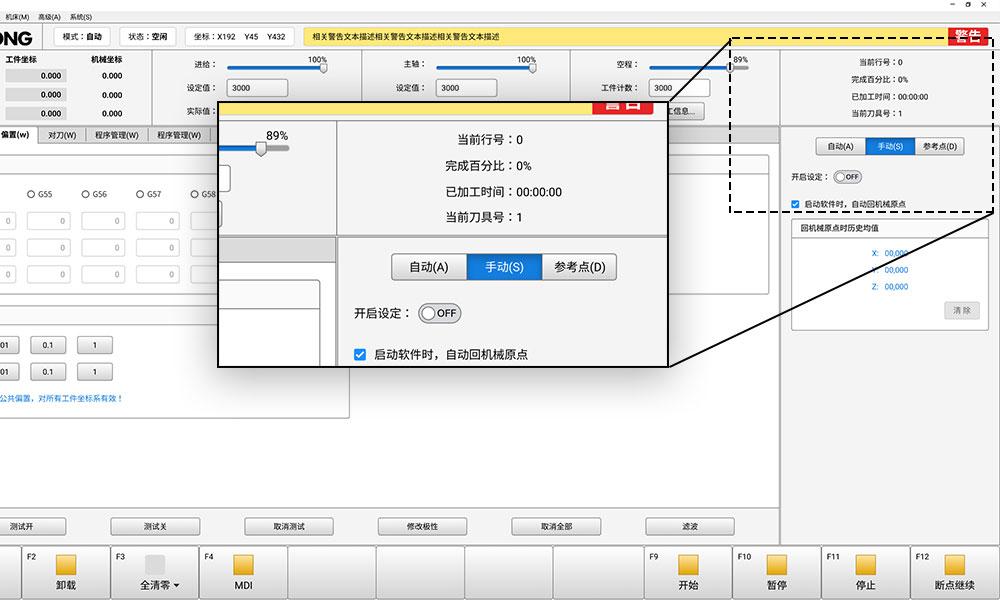 机床(M) 高级(A) 系统(S)
ONG
模式：自动
状态：空闲
坐标：X192 Y45 Y432
相关警告文本描述相关警告文本描述相关警告文本描述
警告
工件坐标 机械坐标
0.000 0.000
0.000 0.000
0.000 0.000
进给： 100%
设定值： 3000
实际值：
主轴： 100%
设定值： 3000
空程： 89%
工件计数： 3000
工信息...
当前行号：0
完成百分比：0%
已加工时间：00:00:00
当前刀具号：1
偏置(w) 对刀(W) 程序管理(W) 程序管理(W)
自动(A) 手动(S) 参考点(D)
开启设定： OFF
启动软件时，自动回机械原点
回机械原点时历史均值
X: 00,000
Y: 00,000
Z: 00,000
清 除
G55 G56 G57 G58
0 0 0 0
0 0 0 0
0 0 0 0
01 0.1 1
01 0.1 1
公共偏置，对所有工件坐标系有效！
警告
89%
当前行号：0
完成百分比：0%
已加工时间：00:00:00
当前刀具号：1
自动(A) 手动(S) 参考点(D)
开启设定： OFF
启动软件时，自动回机械原点
测试开 测试关 取消测试 修改极性 取消全部 滤波
F2 卸载
F3 全清零
F4 MDI
F9 开始
F10 暂停
F11 停止
F12 断点继续